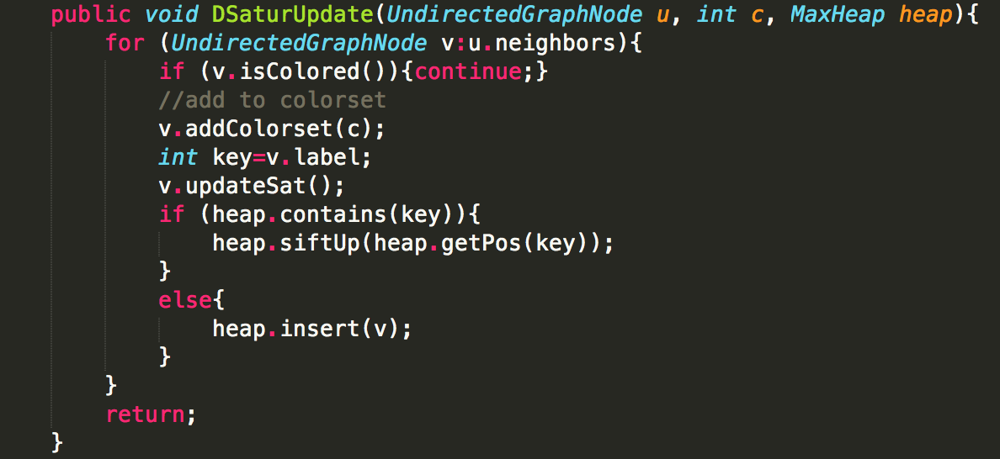 public void DSaturUpdate(UndirectedGraphNode u, int c, MaxHeap heap){
    for (UndirectedGraphNode v:u.neighbors){
        if (v.isColored()){continue;}
        //add to colorset
        v.addColorset(c);
        int key=v.label;
        v.updateSat();
        if (heap.contains(key)){
            heap.siftUp(heap.getPos(key));
        }
        else{
            heap.insert(v);
        }
    }
    return;
}